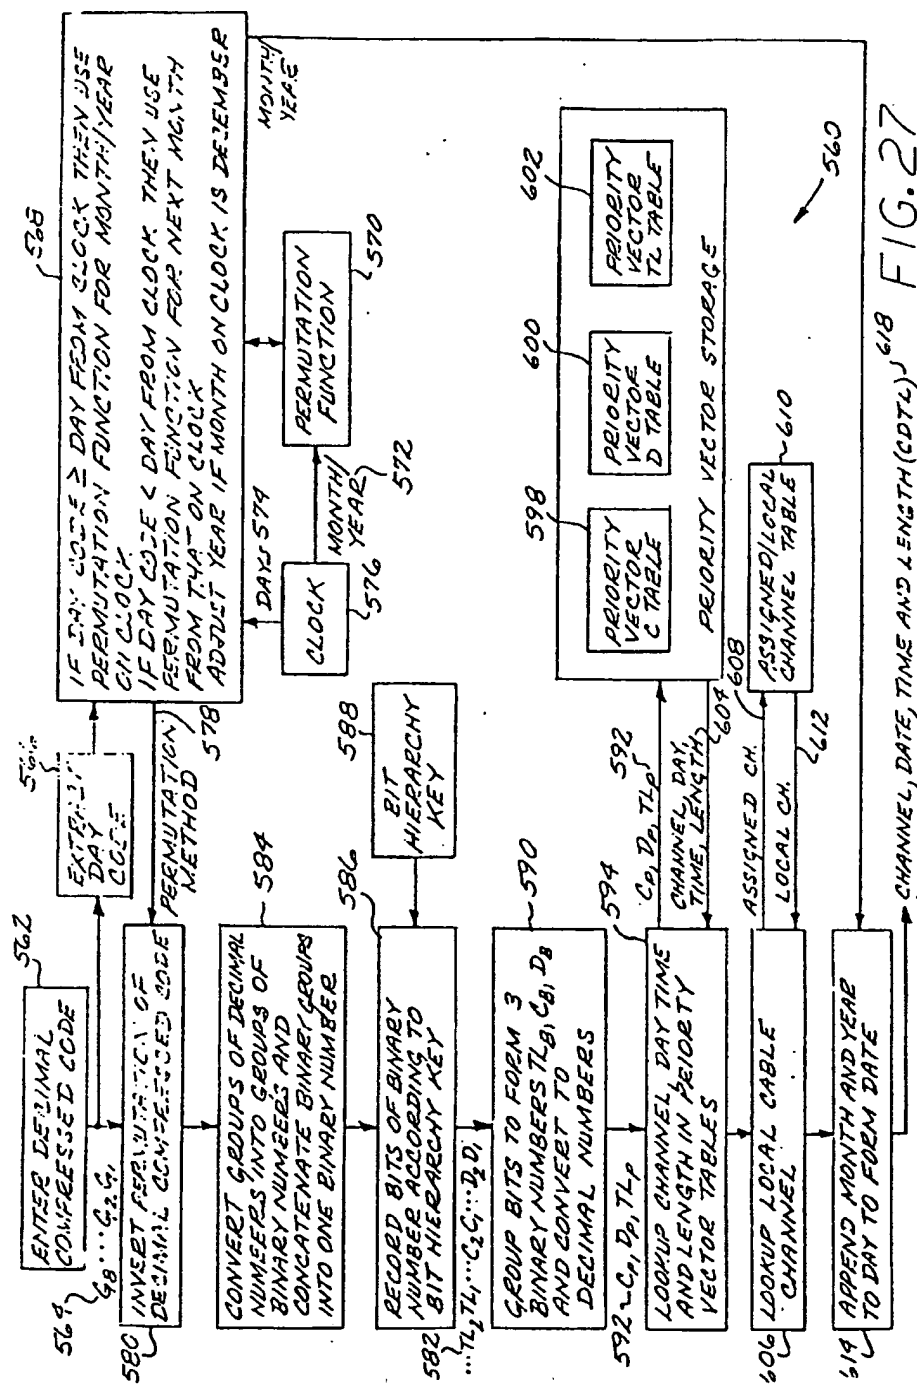 ENTER DECIMAL
COMPRESSED CODE
562
564
G8 ··· G2 G1
EXTRACT
DAY
CODE
566
568
IF DAY CODE ≥ DAY FROM CLOCK THEN USE
PERMUTATION FUNCTION FOR MONTH/YEAR
ON CLOCK
IF DAY CODE < DAY FROM CLOCK THEN USE
PERMUTATION FUNCTION FOR NEXT MONTH
FROM THAT ON CLOCK
ADJUST YEAR IF MONTH ON CLOCK IS DECEMBER
MONTH/
YEAR
DAYS 574
CLOCK
576
MONTH/
YEAR
572
PERMUTATION
FUNCTION
570
PERMUTATION
METHOD
578
INVERT PERMUTATION OF
DECIMAL COMPRESSED CODE
580
CONVERT GROUPS OF DECIMAL
NUMBERS INTO GROUPS OF
BINARY NUMBERS AND
CONCATENATE BINARY GROUPS
INTO ONE BINARY NUMBER
584
RECORD BITS OF BINARY
NUMBER ACCORDING TO
BIT HIERARCHY KEY
586
BIT
HIERARCHY
KEY
588
582
···TL2 TL1 ···C2 C1 ···D2 D1
GROUP BITS TO FORM 3
BINARY NUMBERS TLB, CB, DB
AND CONVERT TO
DECIMAL NUMBERS
590
592 CP, DP, TLP
LOOKUP CHANNEL DAY TIME
AND LENGTH IN PERIORTY
VECTOR TABLES
594
CP, DP, TLP
592
CHANNEL, DAY,
TIME, LENGTH
604
PRIORITY
VECTOR
C TABLE
598
PRIORITY
VECTOR
D TABLE
600
PRIORITY
VECTOR
TL TABLE
602
PRIORITY VECTOR STORAGE
LOOKUP LOCAL CABLE
CHANNEL
606
ASSIGNED CH.
608
LOCAL CH.
612
ASSIGNED/LOCAL
CHANNEL TABLE
610
APPEND MONTH AND YEAR
TO DAY TO FORM DATE
614
CHANNEL, DATE, TIME AND LENGTH (CDTL)
618
560
FIG. 27